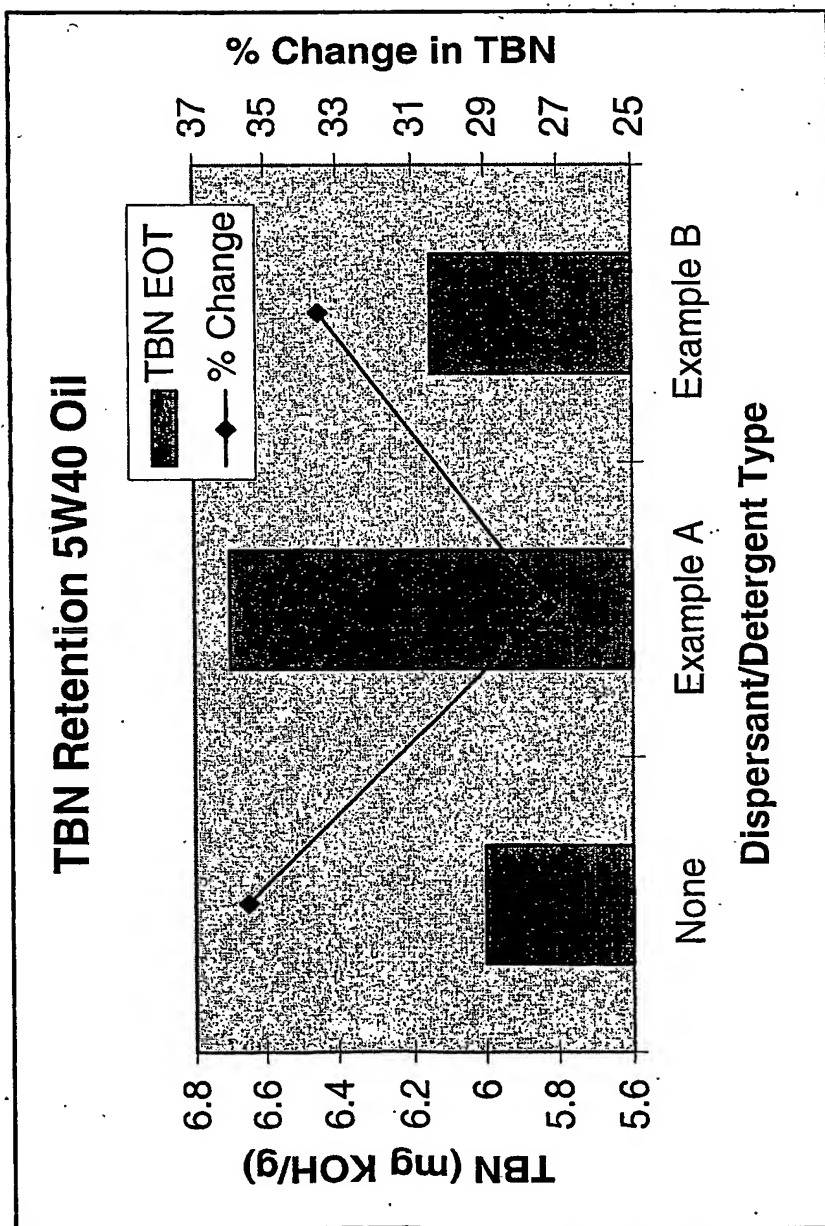 TBN Retention 5W40 Oil
TBN EOT
% Change
TBN (mg KOH/g)
6.8
6.6
6.4
6.2
6
5.8
5.6
% Change in TBN
37
35
33
31
29
27
25
None
Example A
Example B
Dispersant/Detergent Type